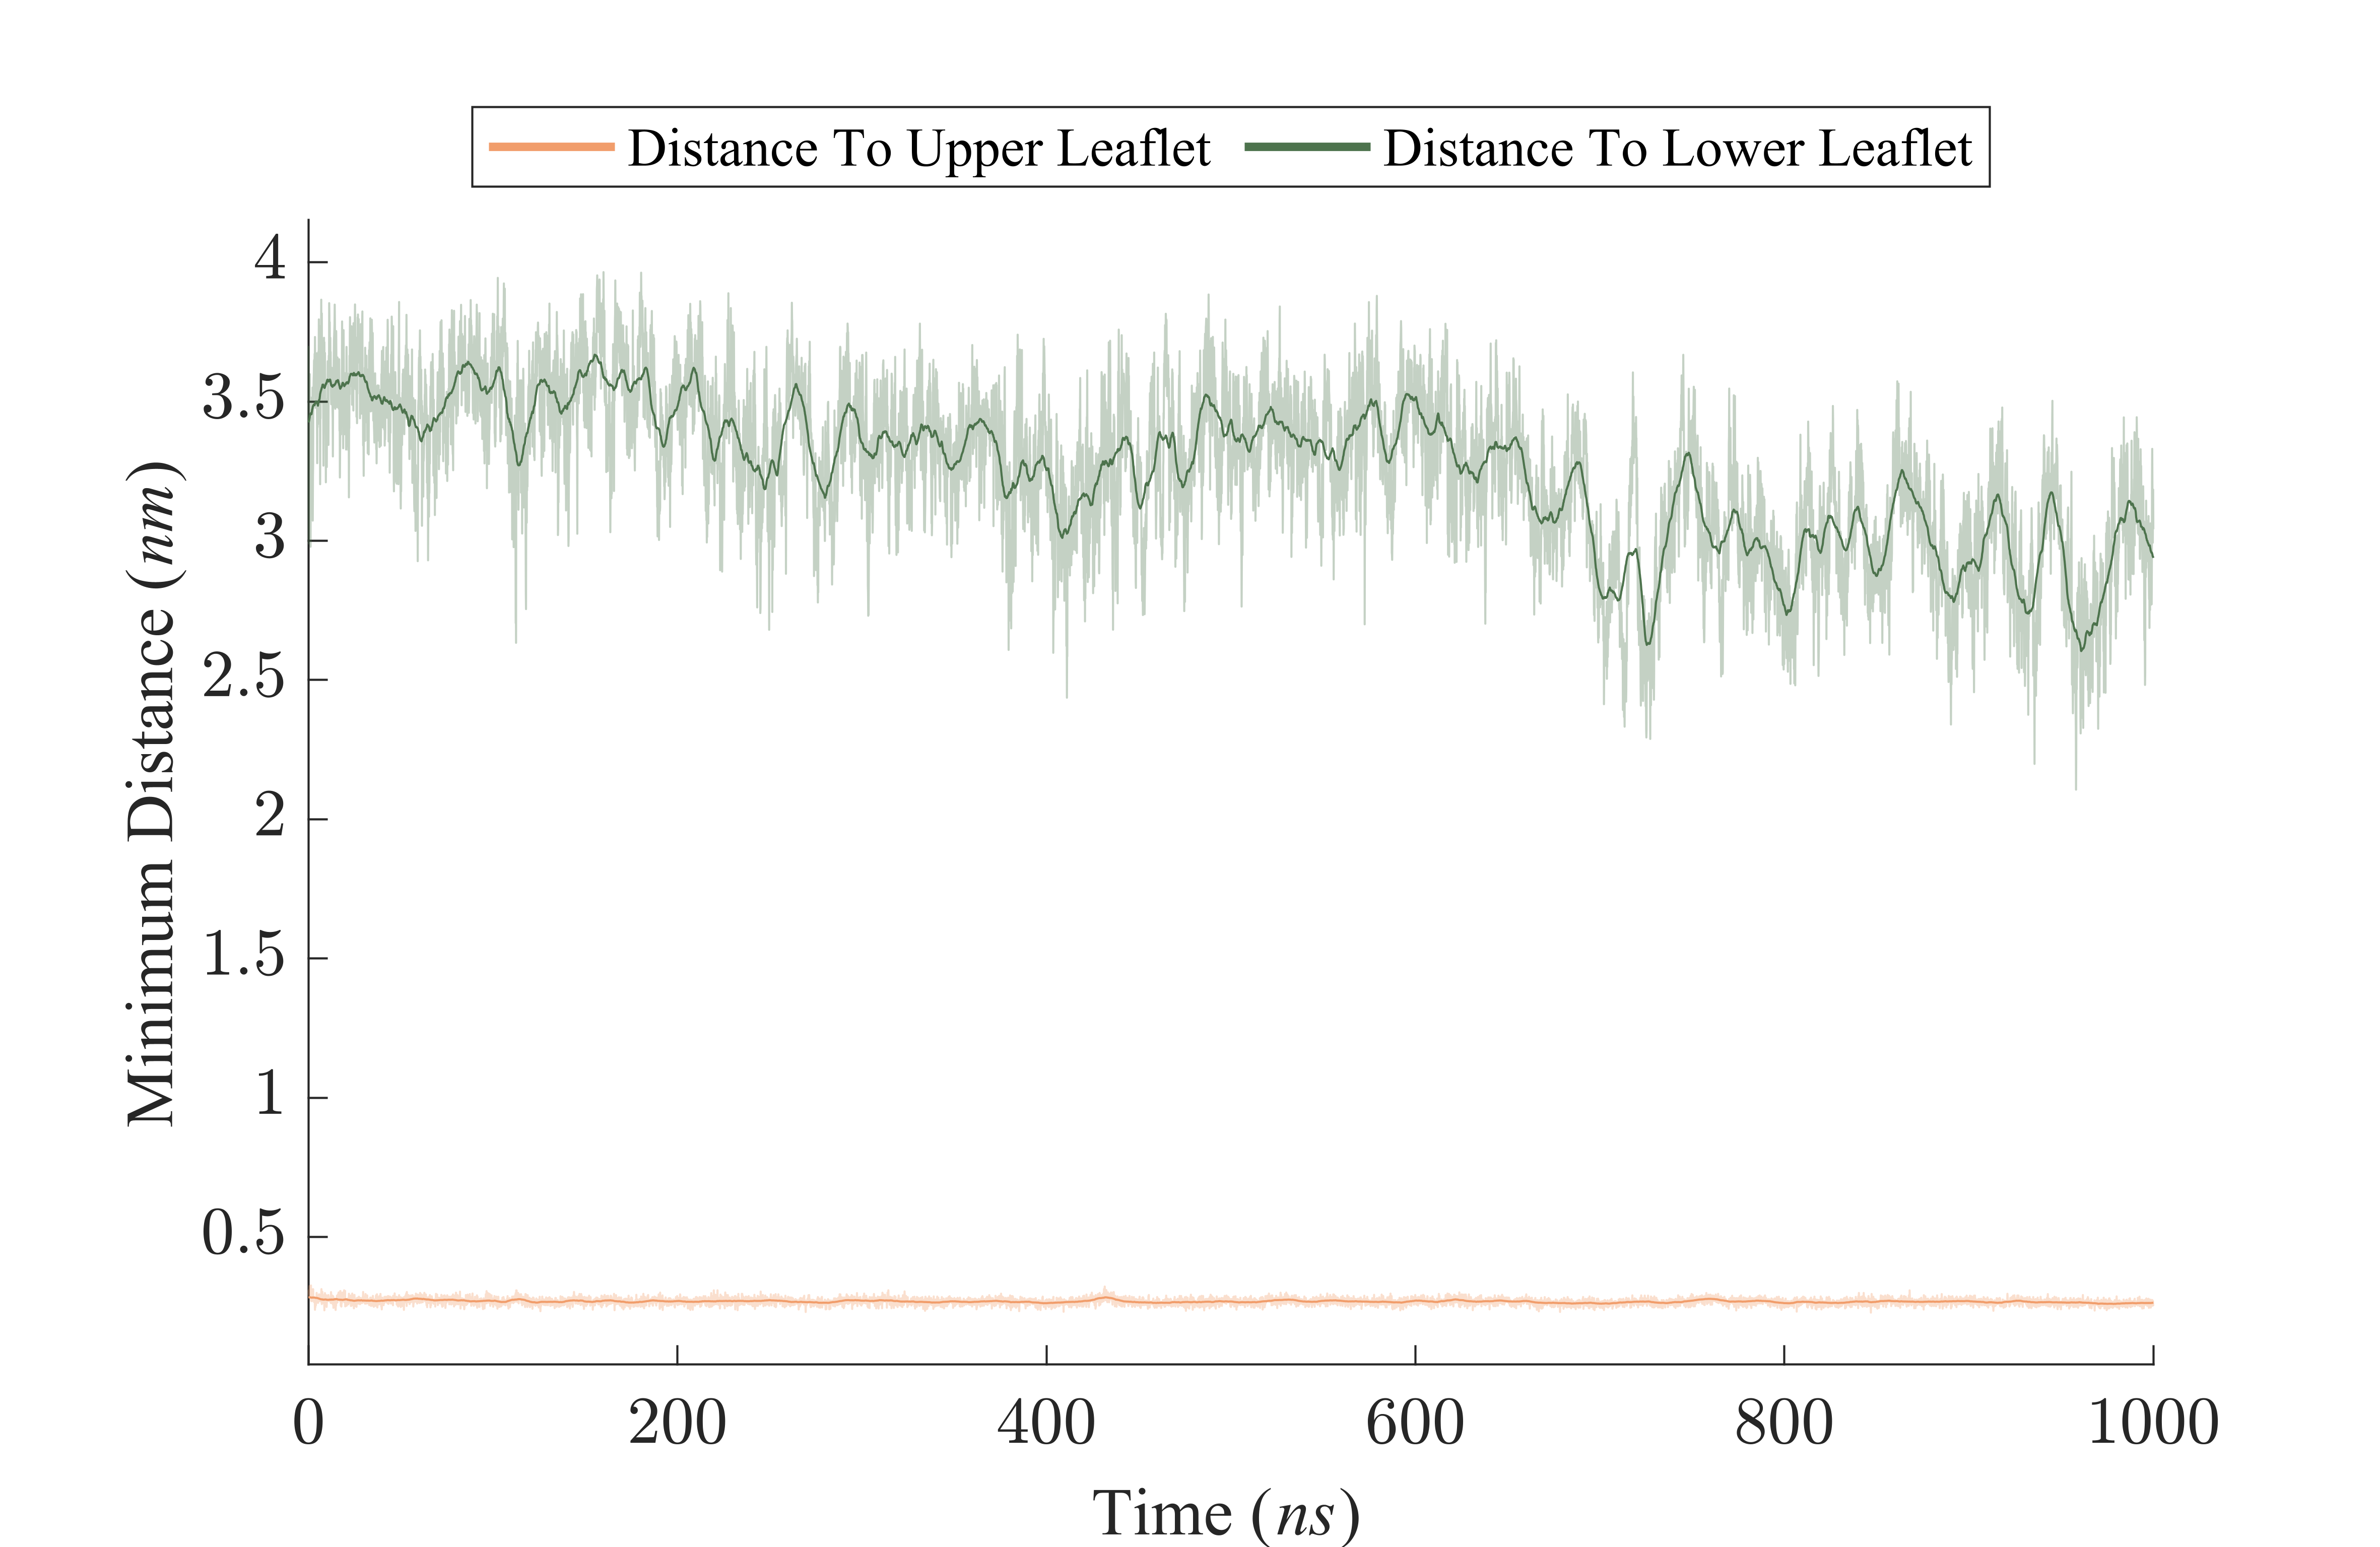 Distance To Upper Leaflet Distance To Lower Leaflet
4
3.5
3
2.5
2
1.5
1
0.5
Minimum Distance (nm)
0 200 400 600 800 1000
Time (ns)